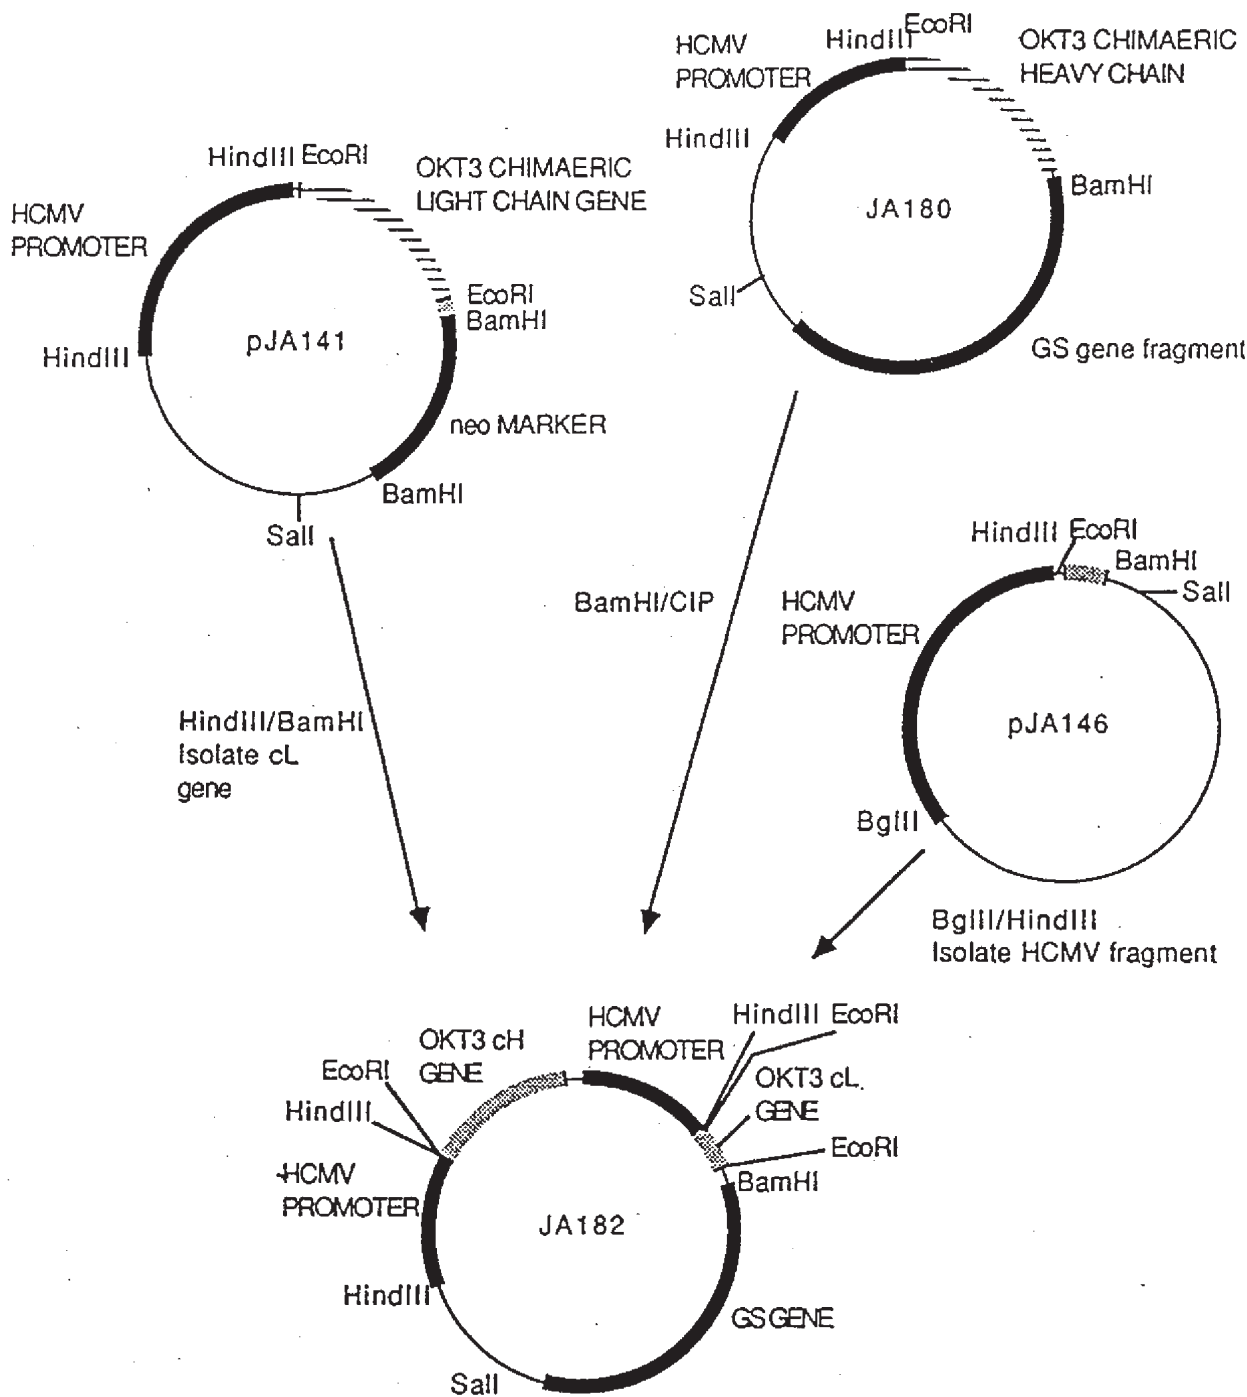 HCMV
PROMOTER
HindIII
EcoRI
OKT3 CHIMAERIC
HEAVY CHAIN
HindIII
BamHI
JA180
SalI
GS gene fragment
HindIII EcoRI
OKT3 CHIMAERIC
LIGHT CHAIN GENE
HCMV
PROMOTER
EcoRI
BamHI
pJA141
HindIII
neo MARKER
BamHI
SalI
HindIII EcoRI
BamHI
SalI
BamHI/CIP
HCMV
PROMOTER
pJA146
HindIII/BamHI
Isolate cL
gene
BglII
BglII/HindIII
Isolate HCMV fragment
HCMV
PROMOTER
HindIII EcoRI
OKT3 cH
GENE
EcoRI
HindIII
OKT3 cL
GENE
EcoRI
BamHI
HCMV
PROMOTER
JA182
HindIII
GS GENE
SalI